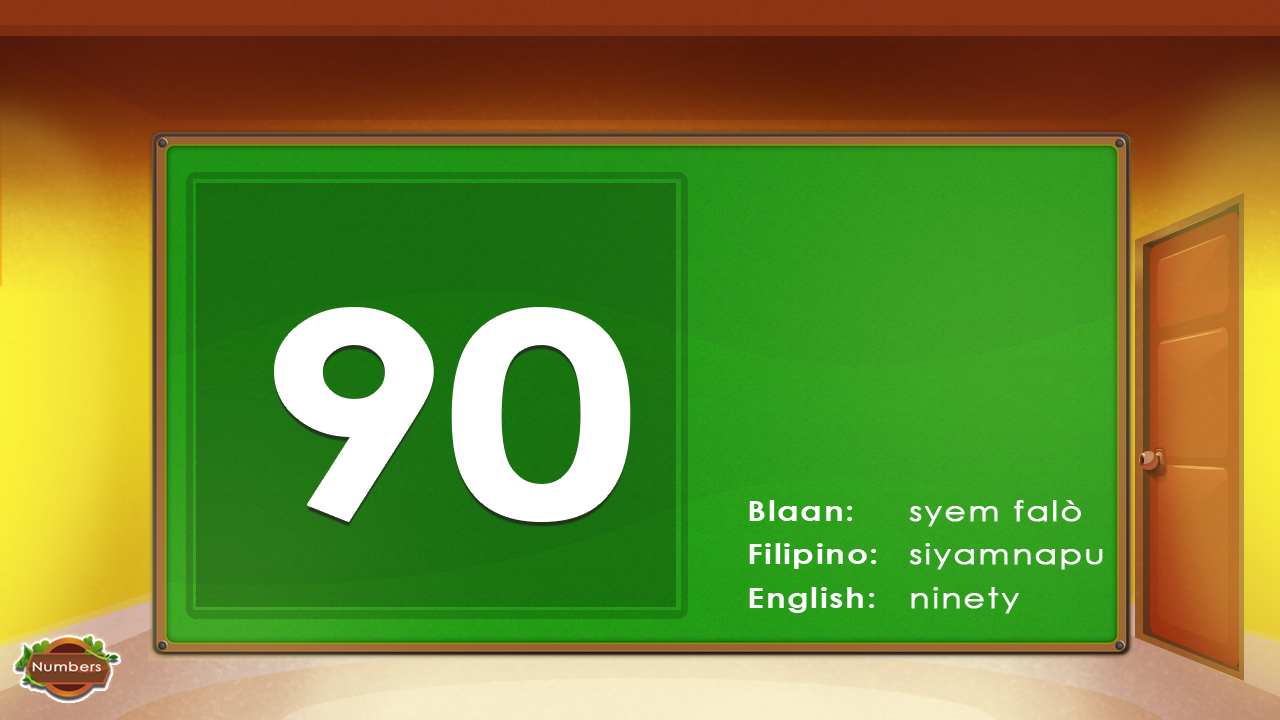 90
Blaan: syem falò
Filipino: siyamnapu
English: ninety
Numbers